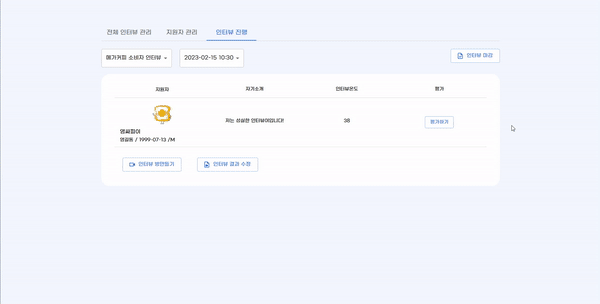 전체 인터뷰 관리 지원자 관리 인터뷰 진행
메가커피 소비자 인터뷰 2023-02-15 10:30 인터뷰 마감
지원자 자기소개 인터뷰온도 평가
저는 성실한 인터뷰이입니다! 38 평가하기
영싸피이
영길동 / 1999-07-13 /M
인터뷰 방만들기 인터뷰 결과 수정